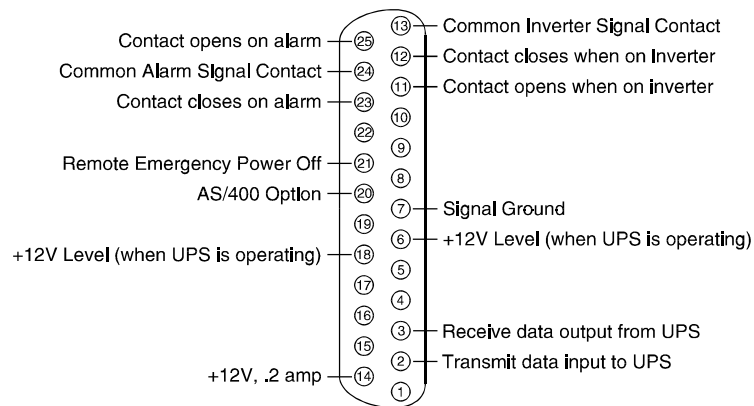 13 Common Inverter Signal Contact
Contact opens on alarm 25
12 Contact closes when on Inverter
Common Alarm Signal Contact 24
11 Contact opens when on inverter
Contact closes on alarm 23
10
22
9
Remote Emergency Power Off 21
8
AS/400 Option 20
7 Signal Ground
19
6 +12V Level (when UPS is operating)
+12V Level (when UPS is operating) 18
5
17
4
16
3 Receive data output from UPS
15
2 Transmit data input to UPS
+12V, .2 amp 14
1